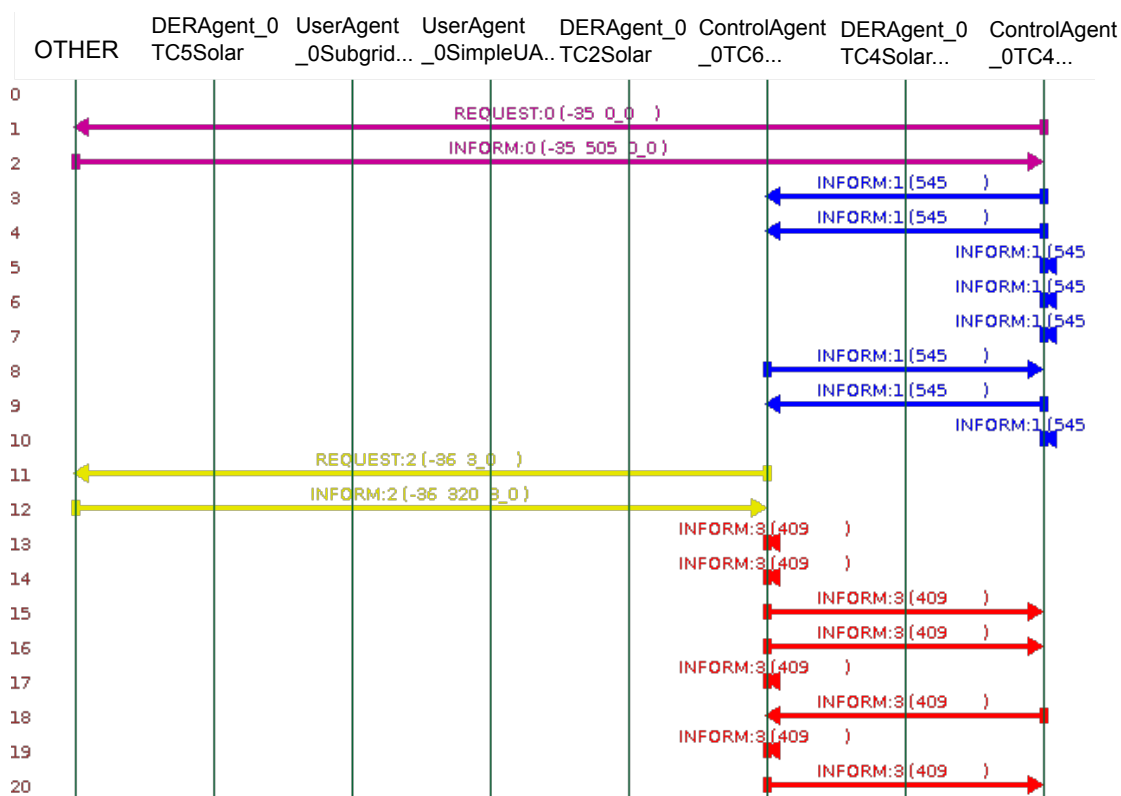 OTHER
DERAgent_0
TC5Solar
UserAgent
_0Subgrid...
UserAgent
_0SimpleUA..
DERAgent_0
TC2Solar
ControlAgent
_0TC6...
DERAgent_0
TC4Solar...
ControlAgent
_0TC4...
0
1 REQUEST:0 (-35 0_0 )
2 INFORM:0 (-35 505 0_0)
3 INFORM:1 (545 )
4 INFORM:1 (545 )
5 INFORM:1 (545
6 INFORM:1 (545
7 INFORM:1 (545
8 INFORM:1 (545 )
9 INFORM:1 (545 )
10 INFORM:1 (545
11 REQUEST:2 (-36 3_0 )
12 INFORM:2 (-36 320 3_0)
13 INFORM:3 (409 )
14 INFORM:3 (409 )
15 INFORM:3 (409 )
16 INFORM:3 (409 )
17 INFORM:3 (409 )
18 INFORM:3 (409 )
19 INFORM:3 (409 )
20 INFORM:3 (409 )